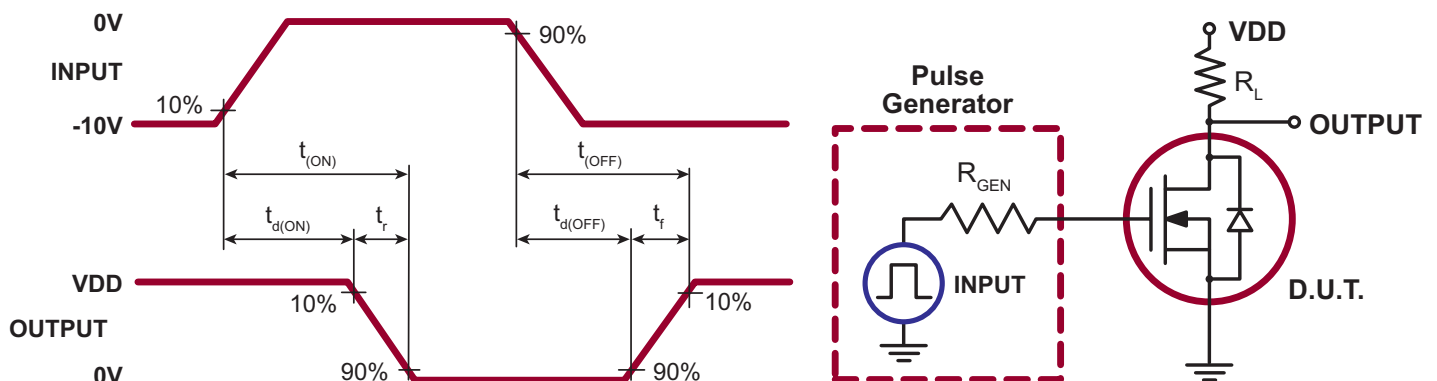 0V
90%
INPUT
10%
-10V
t(ON)
t(OFF)
td(ON)
tr
td(OFF)
tf
VDD
10%
10%
OUTPUT
90%
90%
0V
VDD
RL
Pulse
Generator
OUTPUT
RGEN
INPUT
D.U.T.